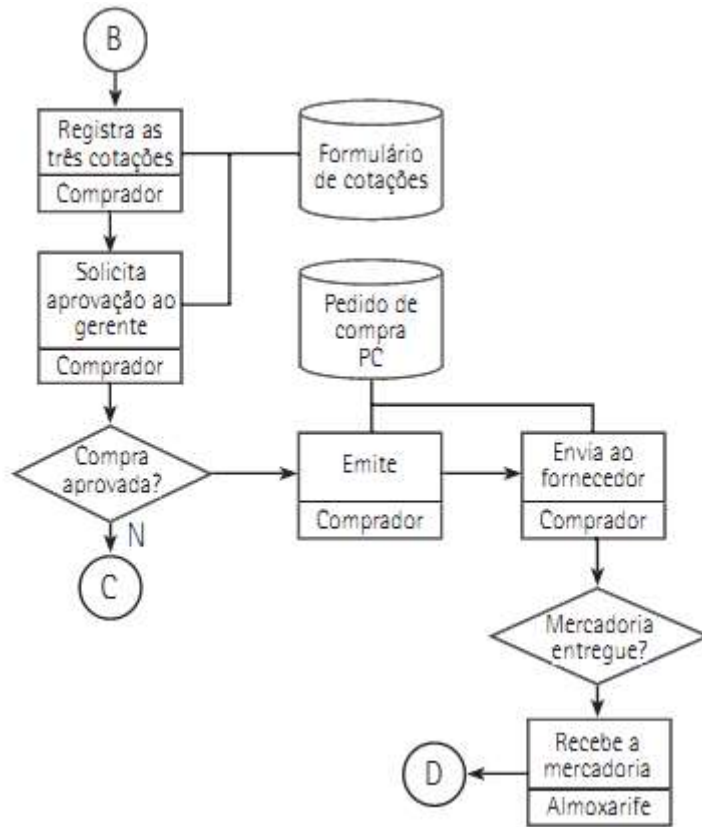 B
Registra as
três cotações
Comprador
Formulário
de cotações
Solicita
aprovação ao
gerente
Comprador
Pedido de
compra
PC
Compra
aprovada?
N
C
Emite
Comprador
Envia ao
fornecedor
Comprador
Mercadoria
entregue?
Recebe a
mercadoria
Almoxarife
D